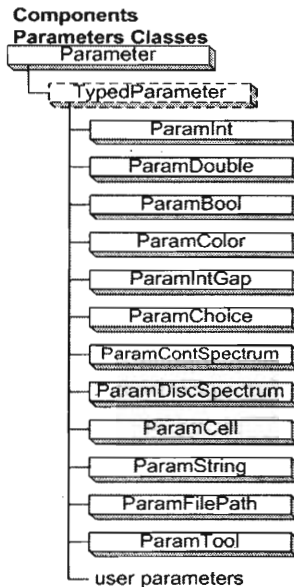 Components
Parameters Classes
Parameter
TypedParameter
ParamInt
ParamDouble
ParamBool
ParamColor
ParamIntGap
ParamChoice
ParamContSpectrum
ParamDiscSpectrum
ParamCell
ParamString
ParamFilePath
ParamTool
user parameters